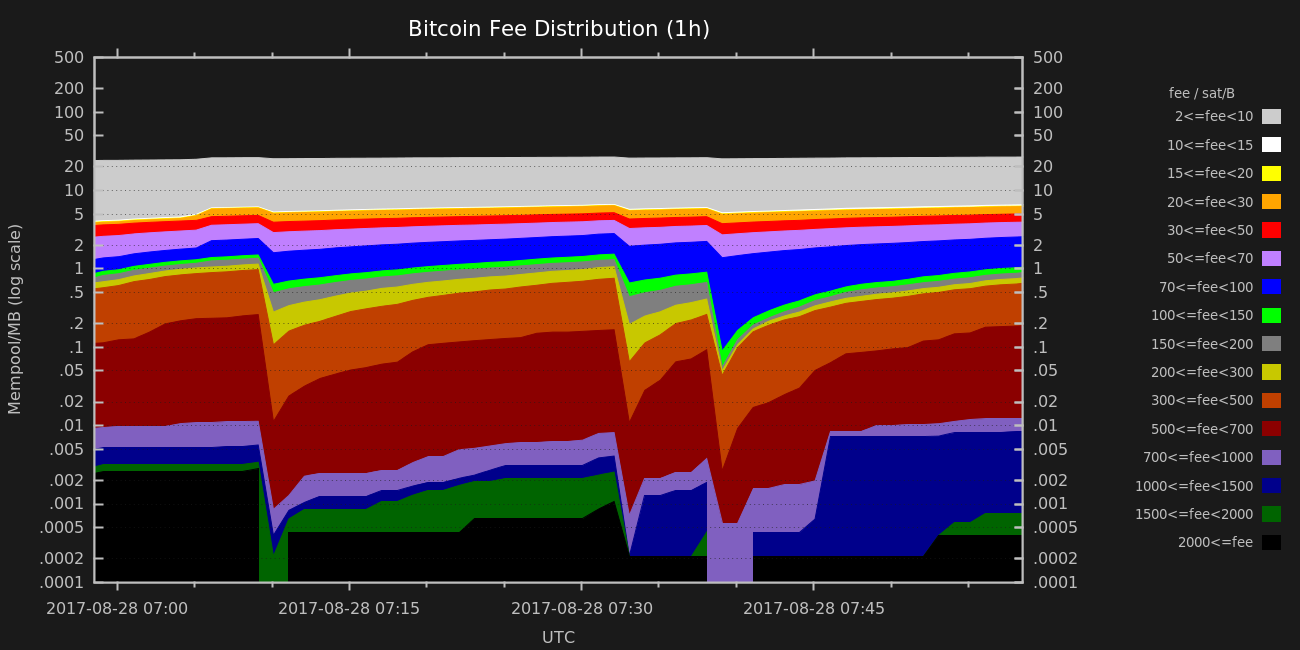 Bitcoin Fee Distribution (1h)
Mempool/MB (log scale)
500
200
100
50
20
10
5
2
1
.5
.2
.1
.05
.02
.01
.005
.002
.001
.0005
.0002
.0001
500
200
100
50
20
10
5
2
1
.5
.2
.1
.05
.02
.01
.005
.002
.001
.0005
.0002
.0001
2017-08-28 07:00
2017-08-28 07:15
2017-08-28 07:30
2017-08-28 07:45
UTC
fee / sat/B
2<=fee<10
10<=fee<15
15<=fee<20
20<=fee<30
30<=fee<50
50<=fee<70
70<=fee<100
100<=fee<150
150<=fee<200
200<=fee<300
300<=fee<500
500<=fee<700
700<=fee<1000
1000<=fee<1500
1500<=fee<2000
2000<=fee